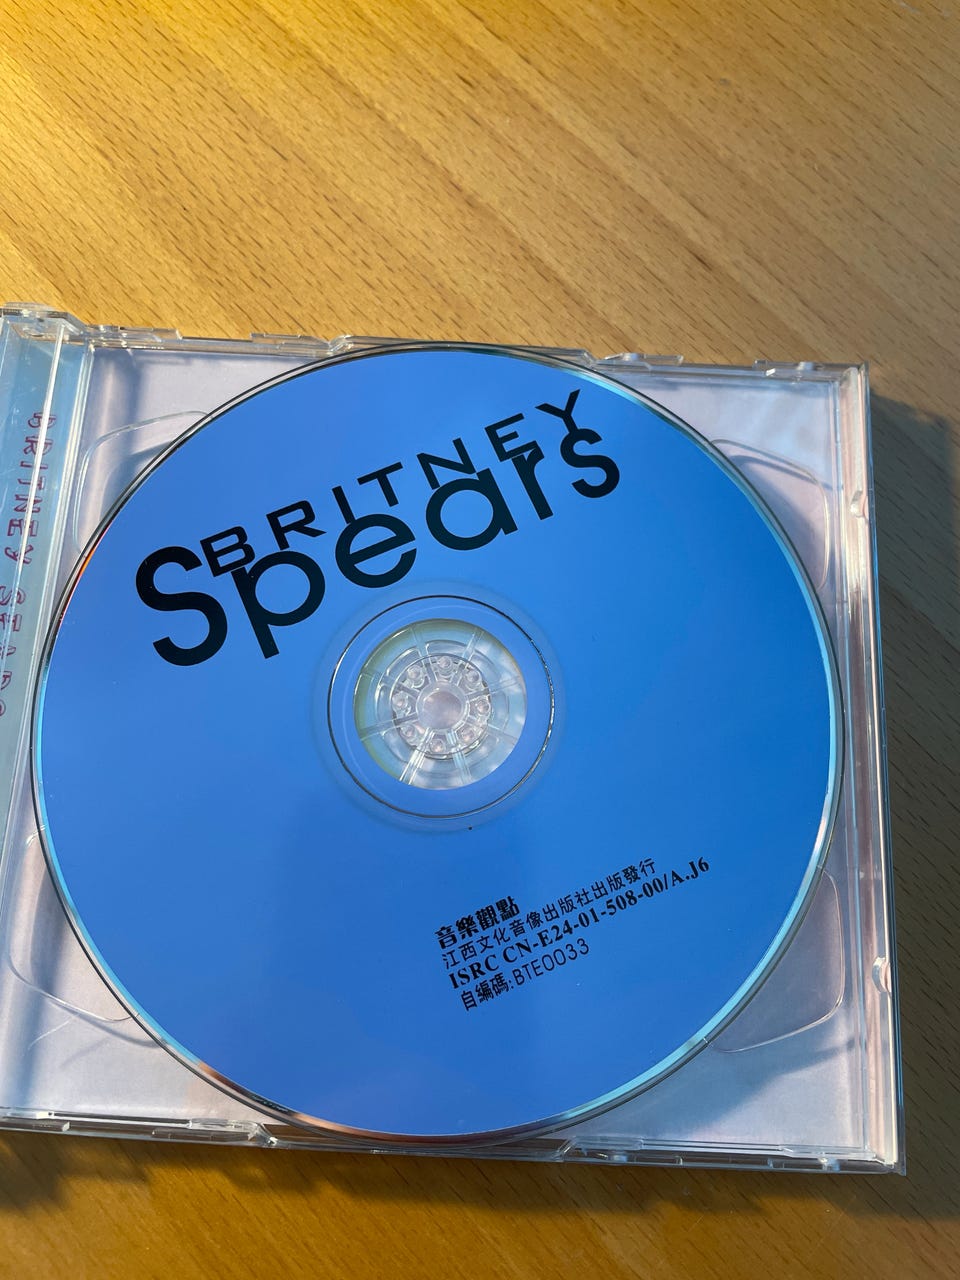 BRITNEY
Spears
音樂觀點
江西文化音像出版社出版發行
ISRC CN-E24-01-508-00/A.J6
自編碼:BTE0033
BRITNEY